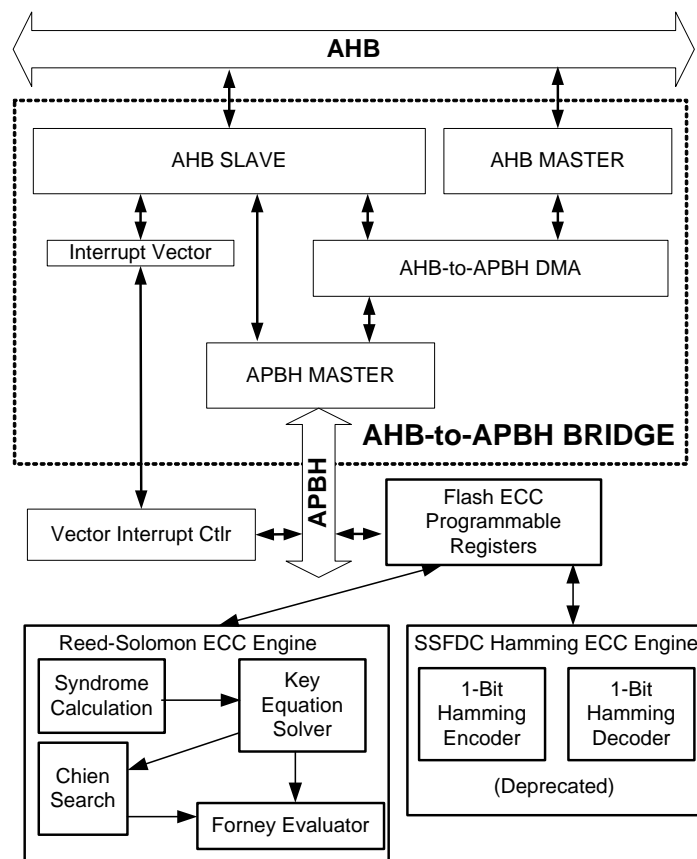 AHB
AHB SLAVE
AHB MASTER
Interrupt Vector
AHB-to-APBH DMA
APBH MASTER
AHB-to-APBH BRIDGE
APBH
Vector Interrupt Ctlr
Flash ECC
Programmable
Registers
Reed-Solomon ECC Engine
Syndrome
Calculation
Key
Equation
Solver
Chien
Search
Forney Evaluator
SSFDC Hamming ECC Engine
1-Bit
Hamming
Encoder
1-Bit
Hamming
Decoder
(Deprecated)